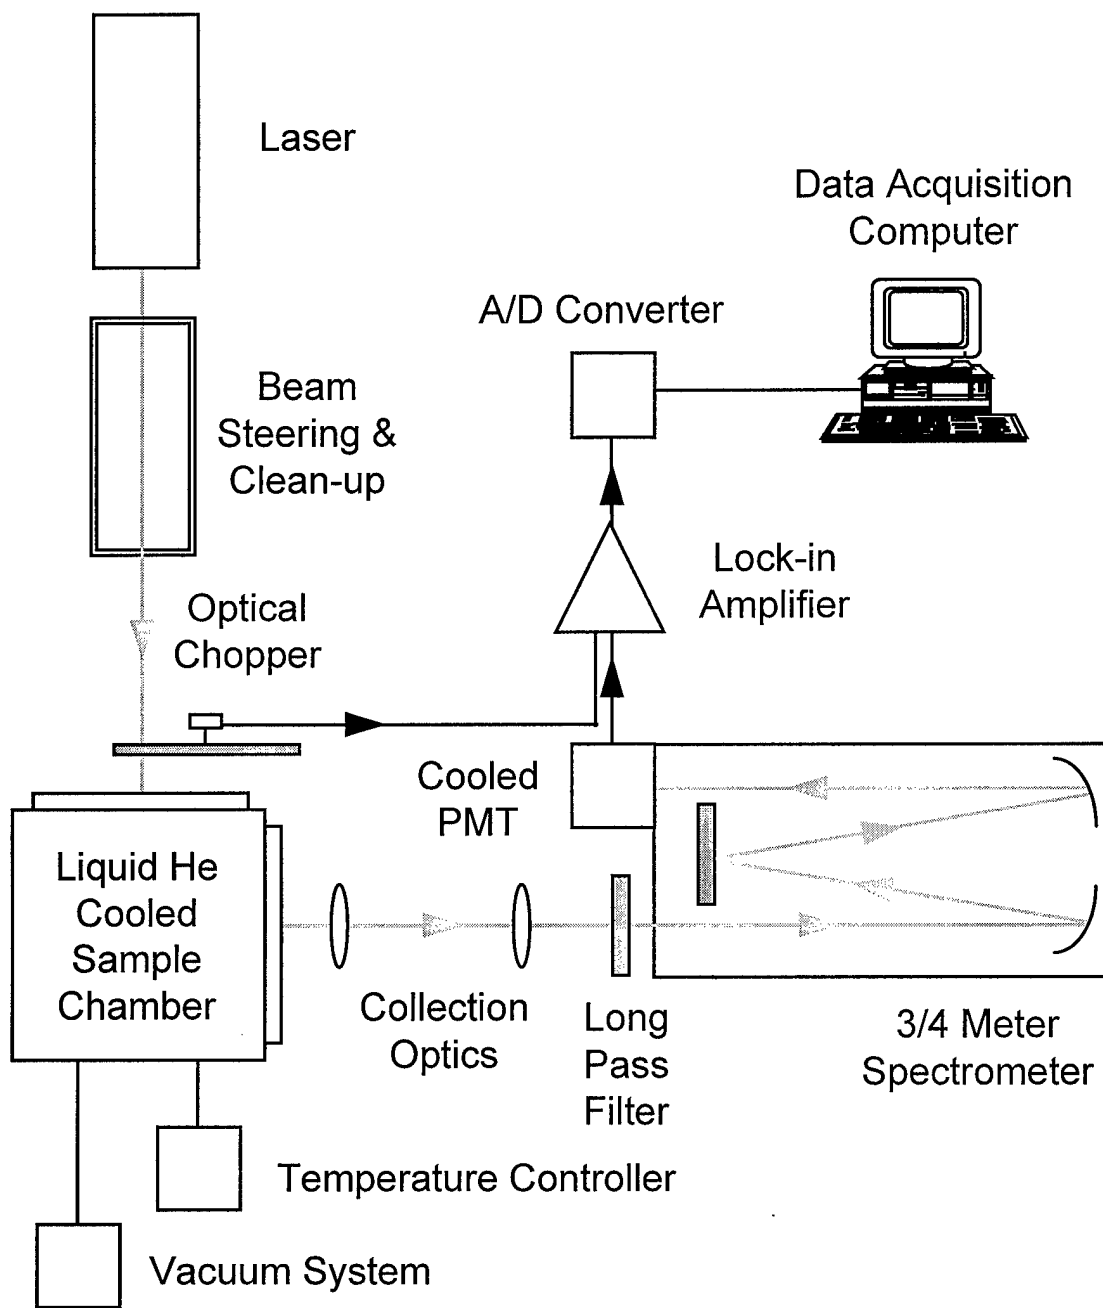 Laser
Data Acquisition
Computer
A/D Converter
Beam
Steering &
Clean-up
Lock-in
Amplifier
Optical
Chopper
Cooled
PMT
Liquid He
Cooled
Sample
Chamber
Collection
Optics
Long
Pass
Filter
3/4 Meter
Spectrometer
Temperature Controller
Vacuum System